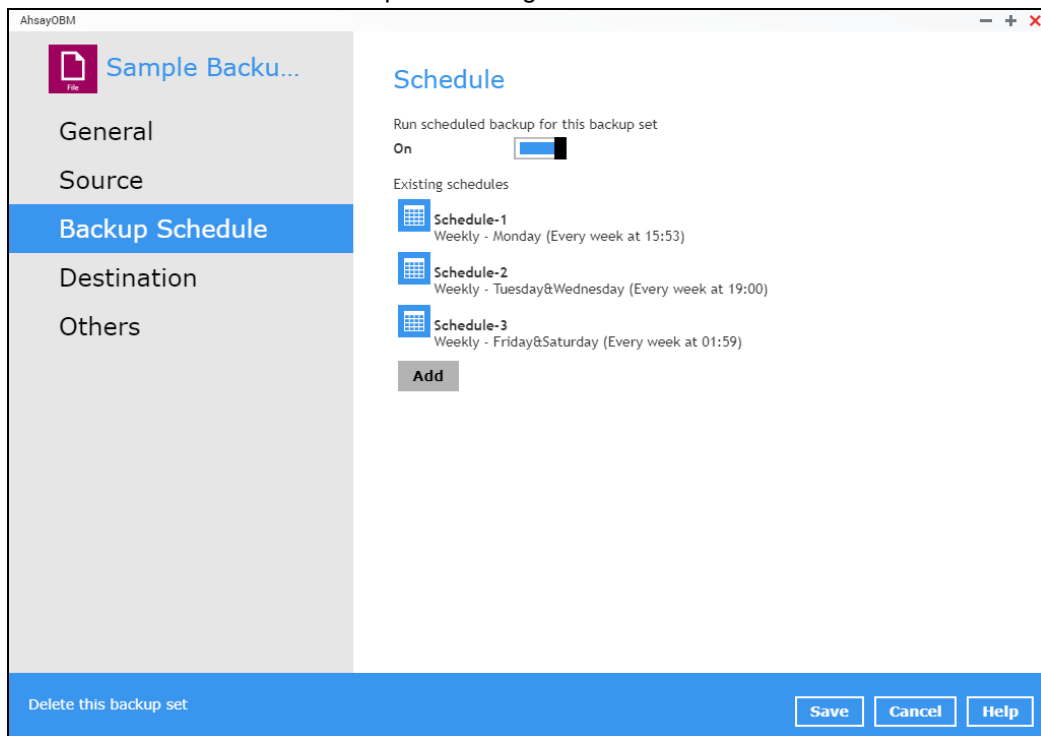 AhsayOBM
File
Sample Backu...
General
Source
Backup Schedule
Destination
Others
Schedule
Run scheduled backup for this backup set
On
Existing schedules
Schedule-1
Weekly - Monday (Every week at 15:53)
Schedule-2
Weekly - Tuesday&Wednesday (Every week at 19:00)
Schedule-3
Weekly - Friday&Saturday (Every week at 01:59)
Add
Delete this backup set
Save Cancel Help